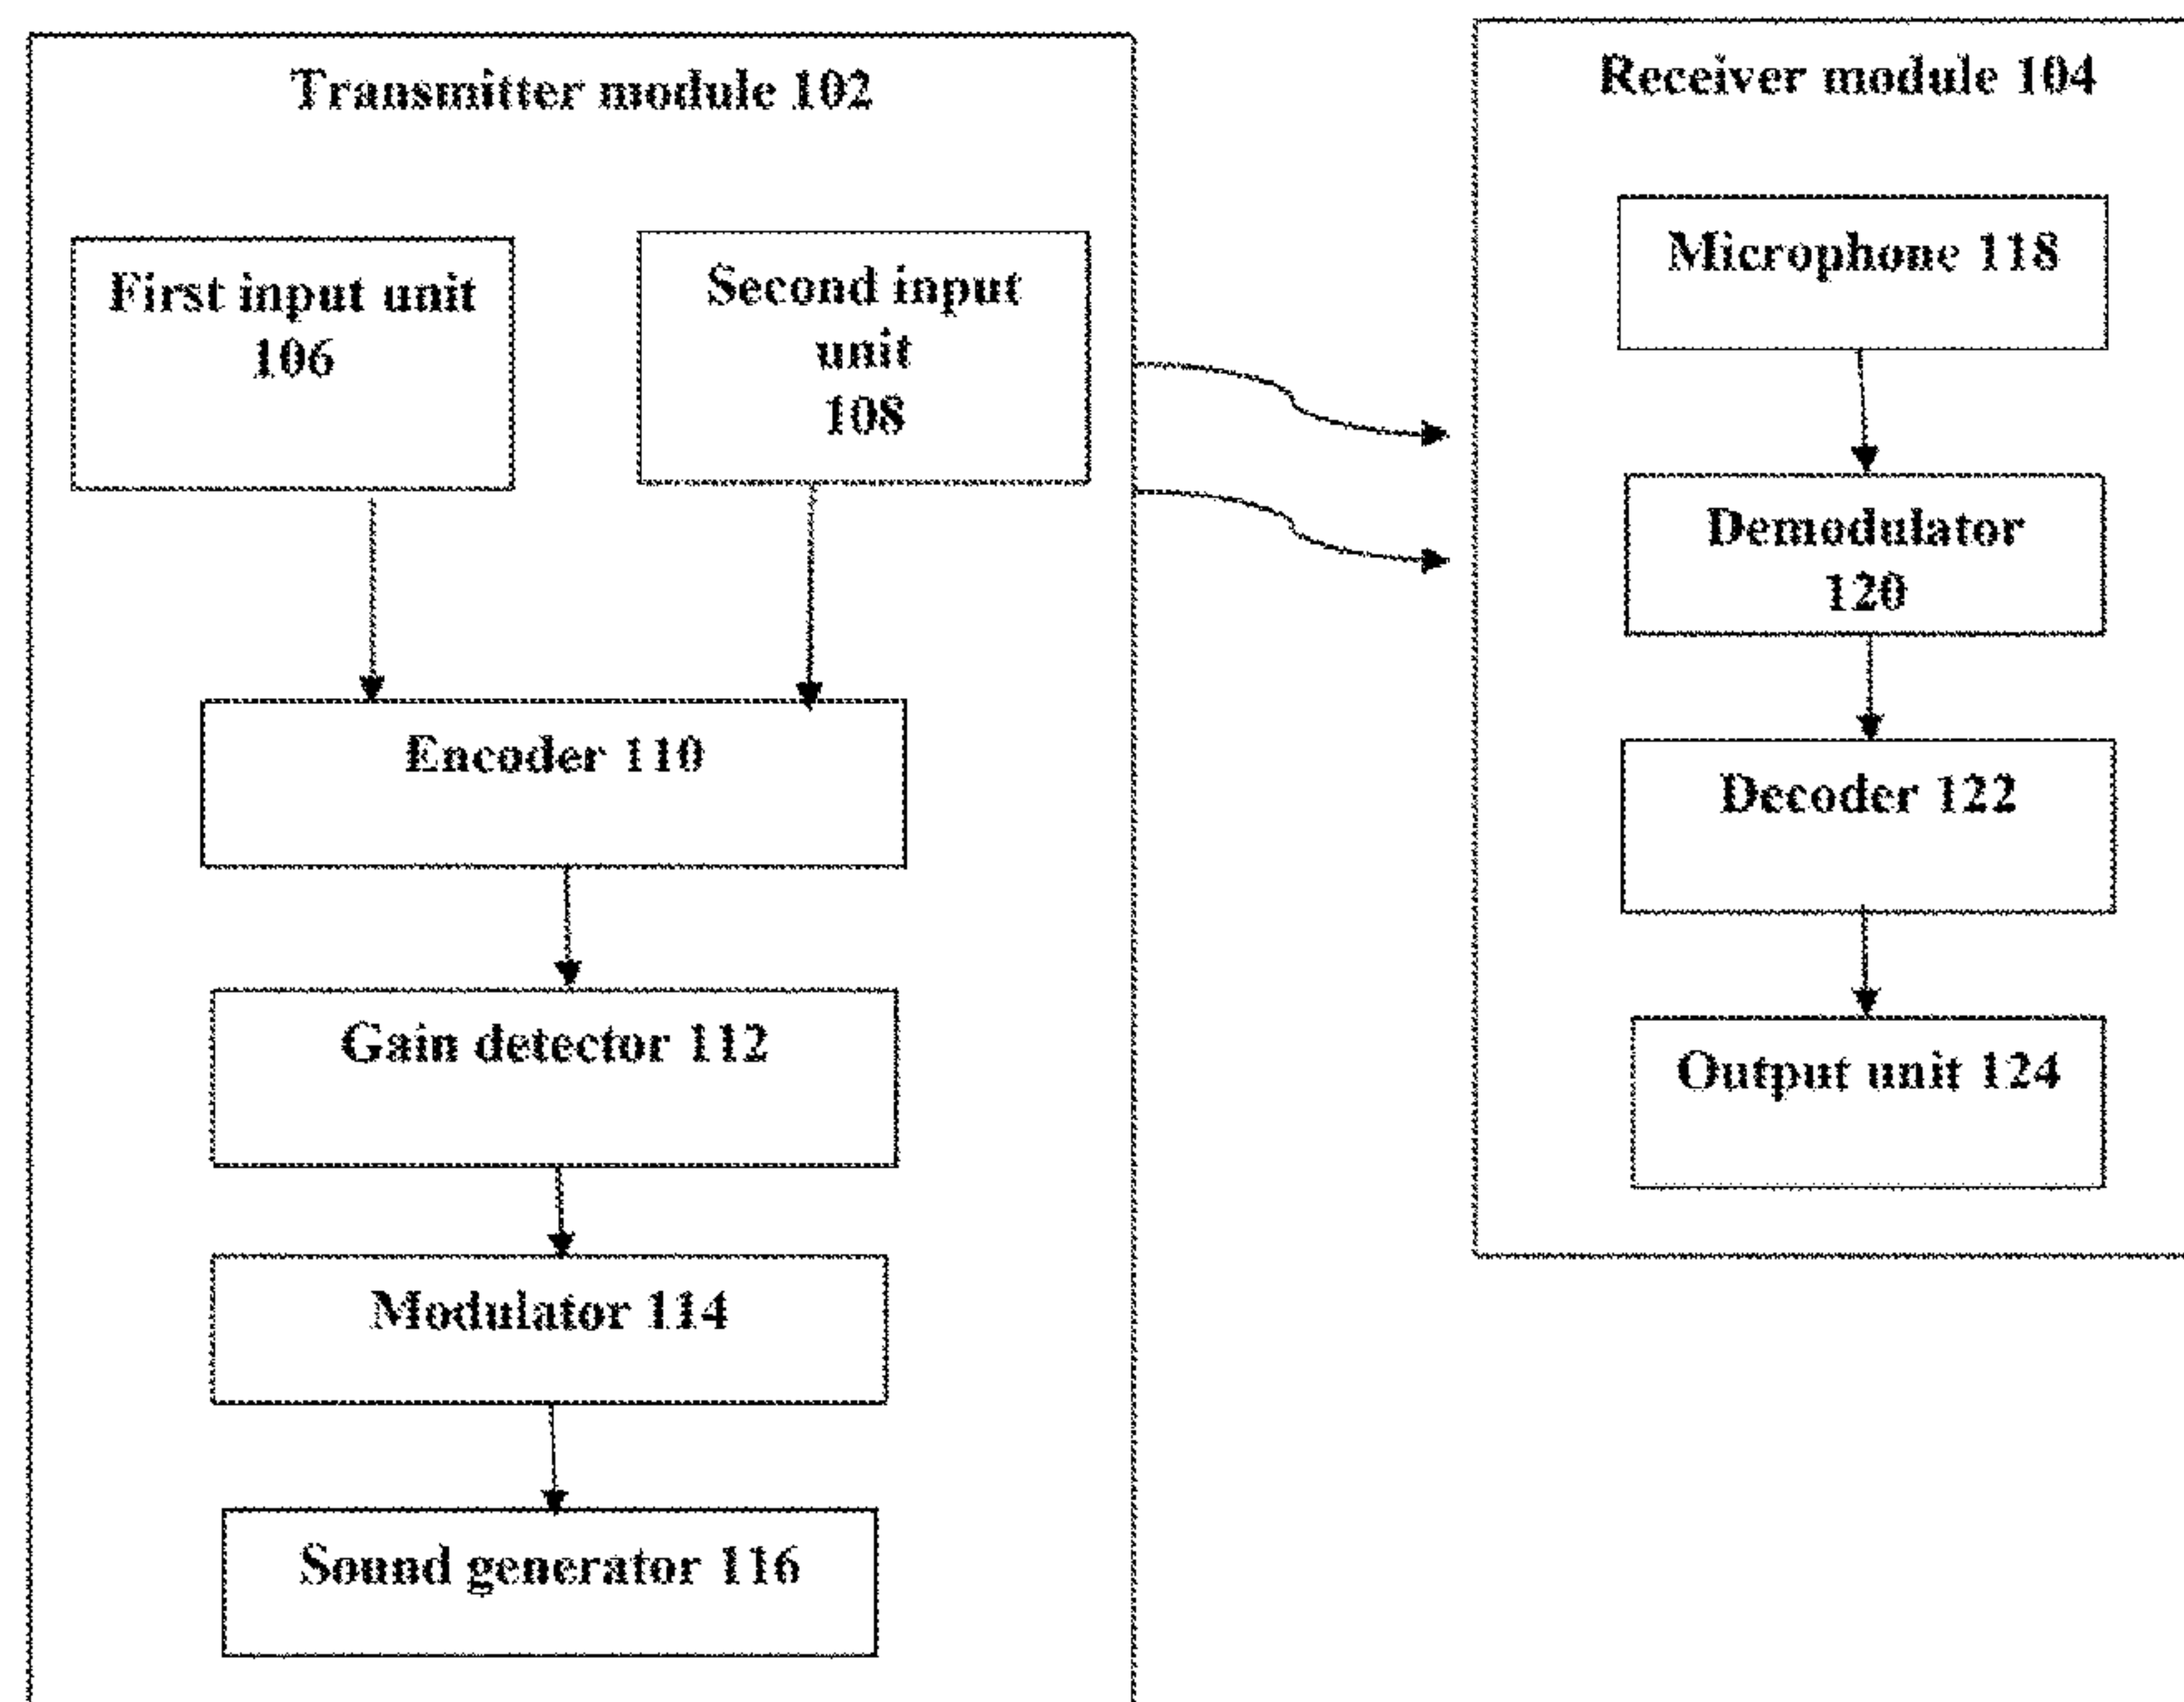 Transmitter module 102
First input unit
106
Second input
unit
108
Encoder 110
Gain detector 112
Modulator 114
Sound generator 116
Receiver module 104
Microphone 118
Demodulator
120
Decoder 122
Output unit 124